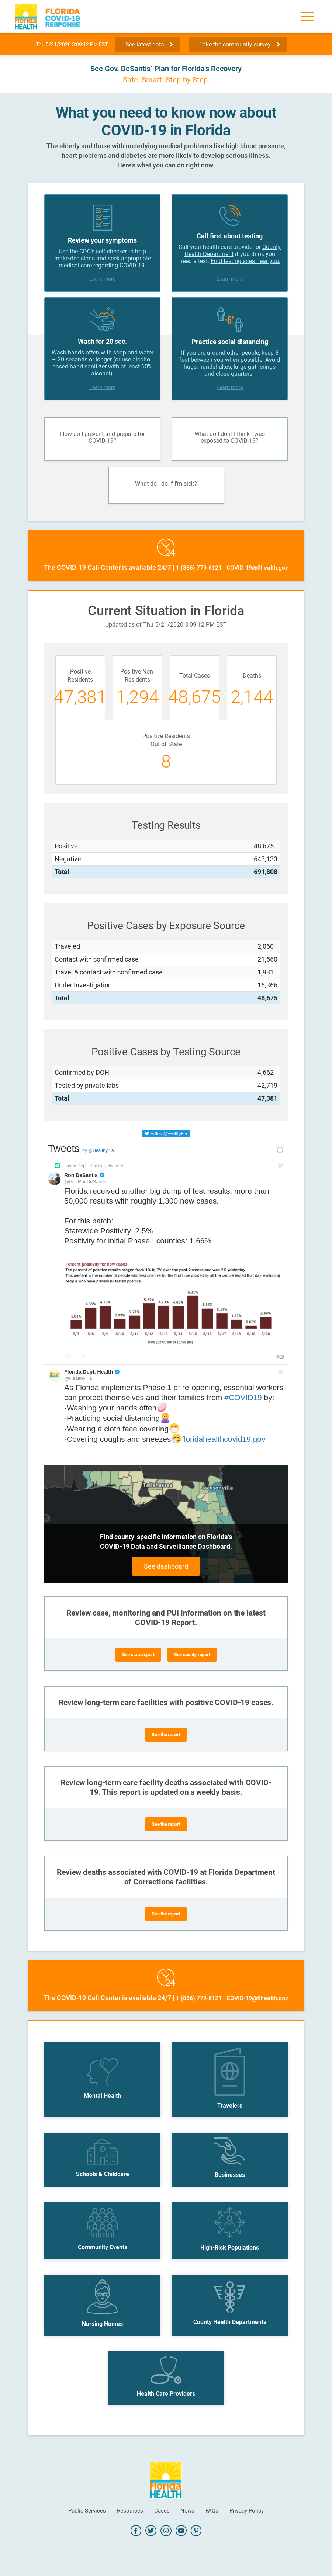 Florida
HEALTH
FLORIDA
COVID-19
RESPONSE
Thu 5/21/2020 3:09:12 PM EST
See latest data
Take the community survey
See Gov. DeSantis' Plan for Florida's Recovery
Safe. Smart. Step-by-Step.
What you need to know now about
COVID-19 in Florida
The elderly and those with underlying medical problems like high blood pressure,
heart problems and diabetes are more likely to develop serious illness.
Here's what you can do right now.
Review your symptoms
Use the CDC's self-checker to help
make decisions and seek appropriate
medical care regarding COVID-19.
Learn more
Call first about testing
Call your health care provider or County
Health Department if you think you
need a test. Find testing sites near you.
Learn more
Wash for 20 sec.
Wash hands often with soap and water
– 20 seconds or longer (or use alcohol-
based hand sanitizer with at least 60%
alcohol).
Learn more
6'
Practice social distancing
If you are around other people, keep 6
feet between you when possible. Avoid
hugs, handshakes, large gatherings
and close quarters.
Learn more
How do I prevent and prepare for
COVID-19?
What do I do if I think I was
exposed to COVID-19?
What do I do if I'm sick?
24
The COVID-19 Call Center is available 24/7 | 1 (866) 779-6121 | COVID-19@flhealth.gov
Current Situation in Florida
Updated as of Thu 5/21/2020 3:09:12 PM EST
Positive
Residents
47,381
Positive Non-
Residents
1,294
Total Cases
48,675
Deaths
2,144
Positive Residents
Out of State
8
Testing Results
Positive 48,675
Negative 643,133
Total 691,808
Positive Cases by Exposure Source
Traveled 2,060
Contact with confirmed case 21,560
Travel & contact with confirmed case 1,931
Under Investigation 16,366
Total 48,675
Positive Cases by Testing Source
Confirmed by DOH 4,662
Tested by private labs 42,719
Total 47,381
Follow @HealthyFla
Tweets by @HealthyFla
Florida Dept. Health Retweeted
Ron DeSantis
@GovRonDeSantis
Florida received another big dump of test results: more than
50,000 results with roughly 1,300 new cases.
For this batch:
Statewide Positivity: 2.5%
Positivity for initial Phase I counties: 1.66%
Percent positivity for new cases
Date (12:00 am to 11:59 pm)
Florida Dept. Health
@HealthyFla
As Florida implements Phase 1 of re-opening, essential workers
can protect themselves and their families from #COVID19 by:
-Washing your hands often🧼
-Practicing social distancing🙅‍♀️
-Wearing a cloth face covering😷
-Covering coughs and sneezes🤧floridahealthcovid19.gov
Tallahassee
Jacksonville
Find county-specific information on Florida's
COVID-19 Data and Surveillance Dashboard.
See dashboard
Review case, monitoring and PUI information on the latest
COVID-19 Report.
See state report
See county report
Review long-term care facilities with positive COVID-19 cases.
See the report
Review long-term care facility deaths associated with COVID-
19. This report is updated on a weekly basis.
See the report
Review deaths associated with COVID-19 at Florida Department
of Corrections facilities.
See the report
24
The COVID-19 Call Center is available 24/7 | 1 (866) 779-6121 | COVID-19@flhealth.gov
Mental Health
Travelers
Schools & Childcare
Businesses
Community Events
High-Risk Populations
Nursing Homes
County Health Departments
Health Care Providers
Florida
HEALTH
Public Services
Resources
Cases
News
FAQs
Privacy Policy